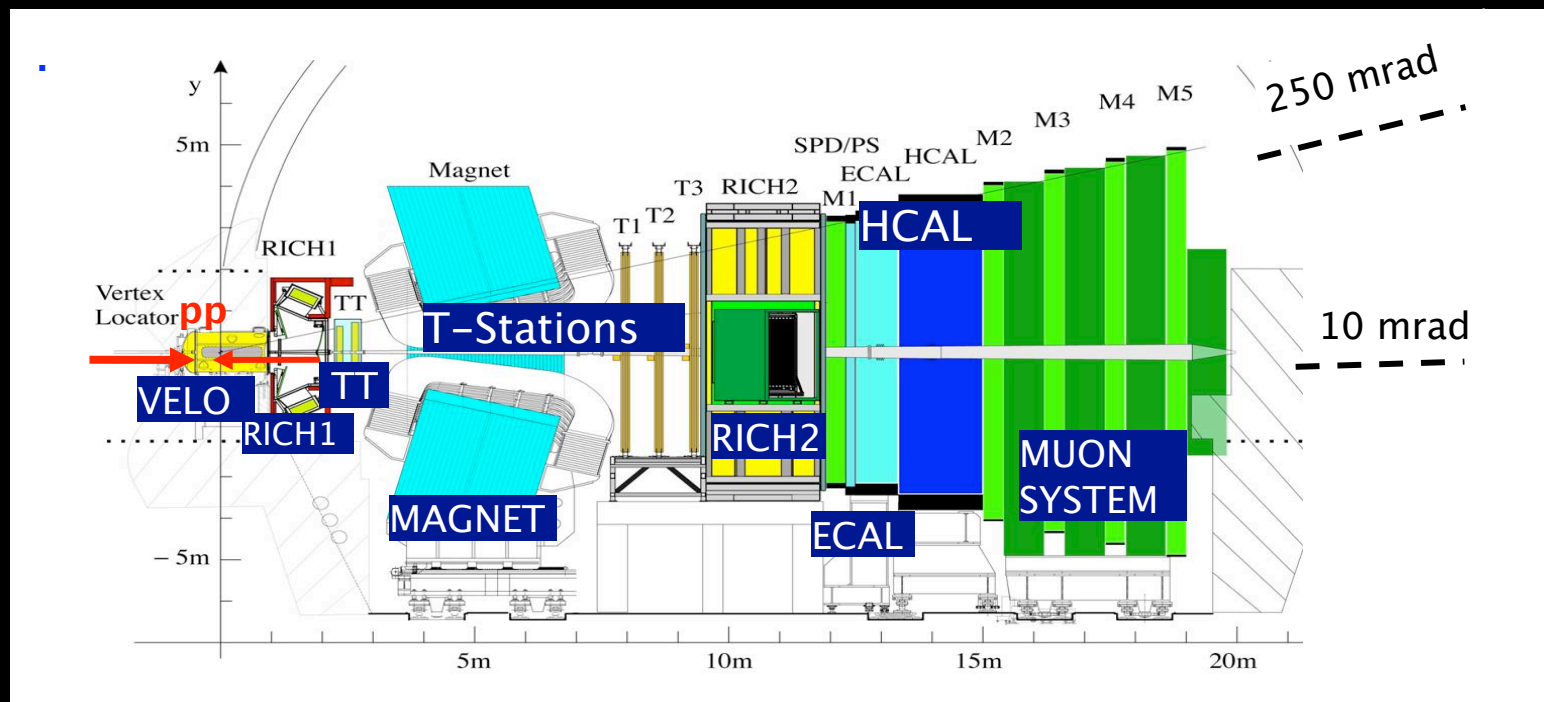 250 mrad
y
M5
M4
M3
M2
5m
SPD/PS
HCAL
ECAL
Magnet
T3 RICH2
M1
T1 T2
HCAL
RICH1
Vertex
Locator
pp
TT
T-Stations
10 mrad
VELO
TT
RICH1
RICH2
MUON
SYSTEM
MAGNET
ECAL
− 5m
5m
10m
15m
20m